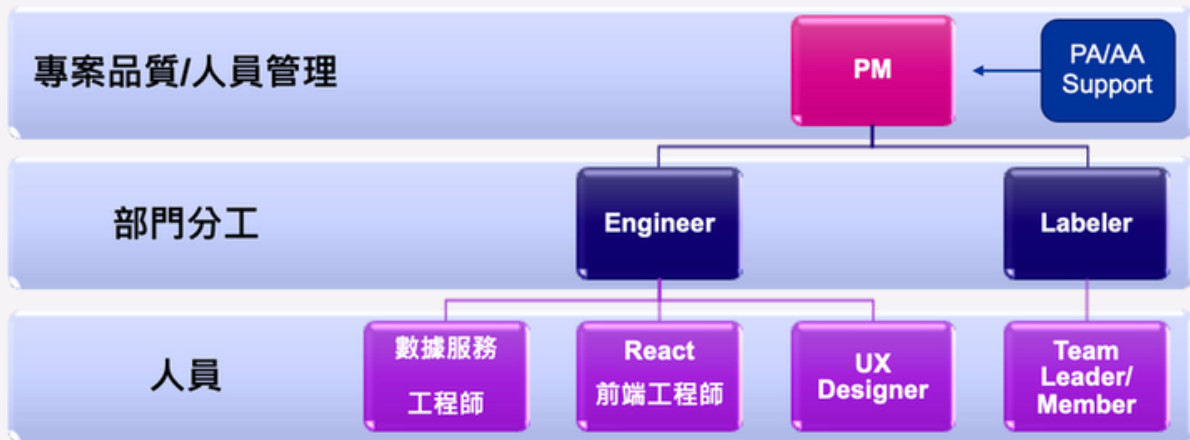 專案品質/人員管理
PM
PA/AA
Support
部門分工
Engineer
Labeler
人員
數據服務
工程師
React
前端工程師
UX
Designer
Team
Leader/
Member